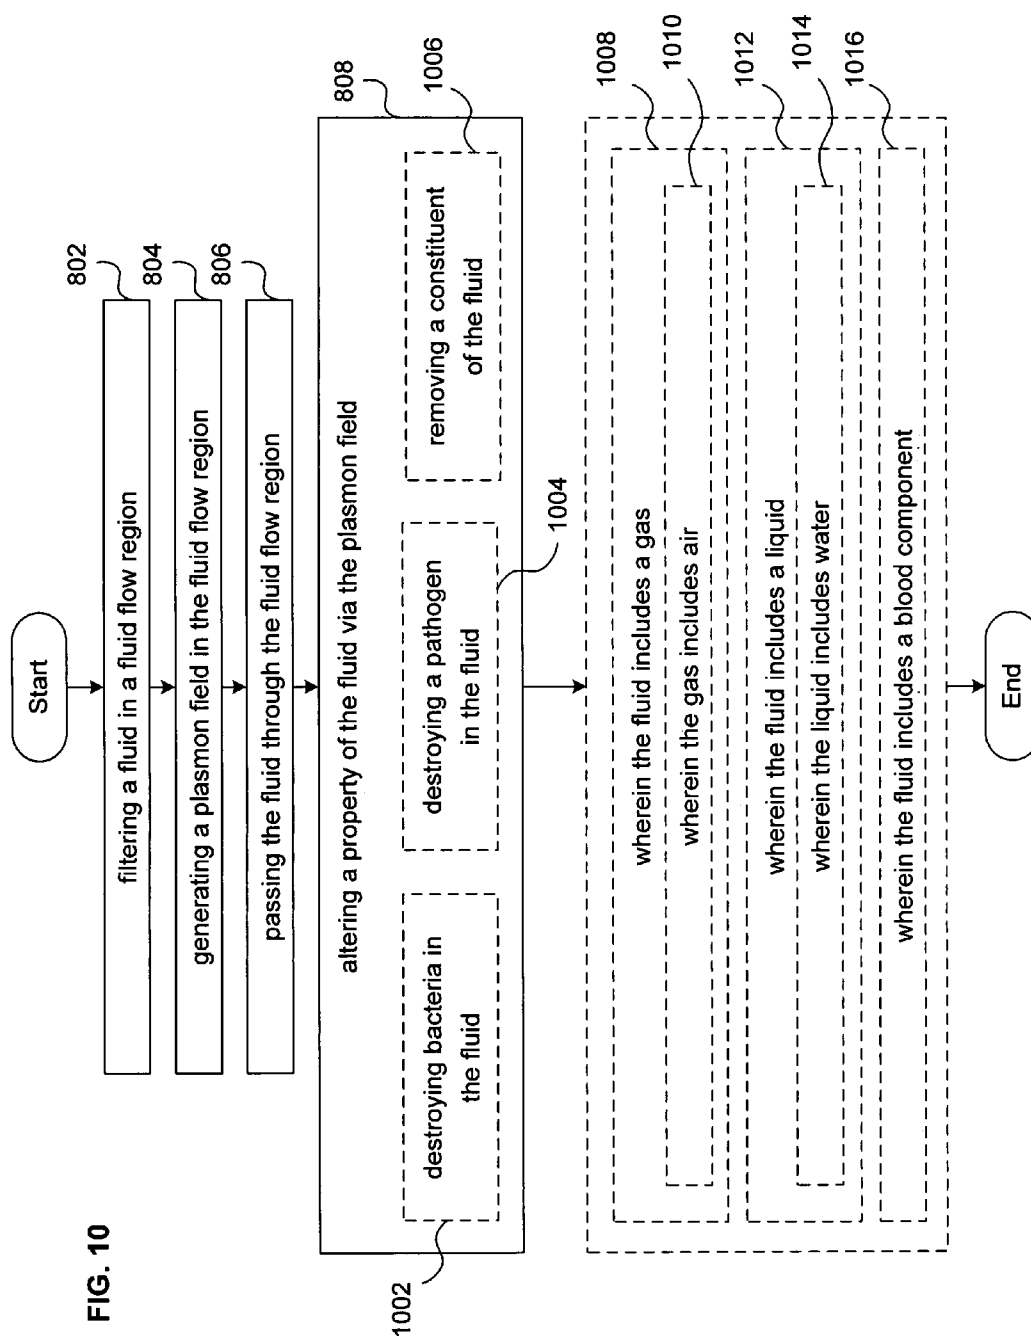 FIG. 10
Start
filtering a fluid in a fluid flow region
802
generating a plasmon field in the fluid flow region
804
passing the fluid through the fluid flow region
806
altering a property of the fluid via the plasmon field
808
destroying bacteria in
the fluid
1002
destroying a pathogen
in the fluid
1004
removing a constituent
of the fluid
1006
wherein the fluid includes a gas
1008
wherein the gas includes air
1010
wherein the fluid includes a liquid
1012
wherein the liquid includes water
1014
wherein the fluid includes a blood component
1016
End